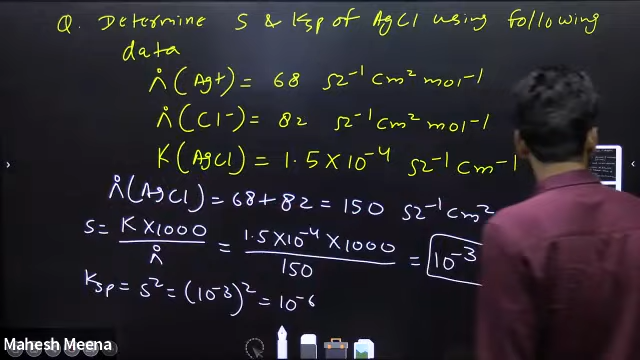 Q. Determine S & Ksp of AgCl using following
data
λ̊(Ag+) = 68 Ω⁻¹ cm² mol⁻¹
λ̊(Cl⁻) = 82 Ω⁻¹ cm² mol⁻¹
K(AgCl) = 1.5×10⁻⁴ Ω⁻¹ cm⁻¹
λ̊(AgCl) = 68+82 = 150 Ω⁻¹ cm²
S = K×1000 / λ̊ = 1.5×10⁻⁴ ×1000 / 150 = 10⁻³
Ksp = S² = (10⁻³)² = 10⁻⁶
Mahesh Meena